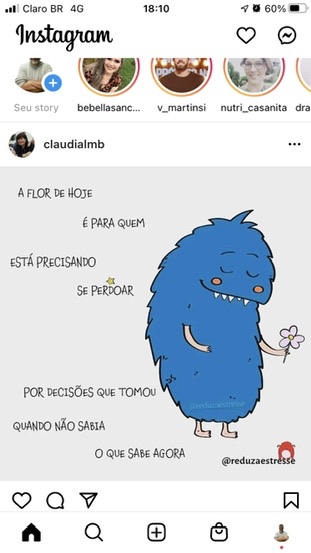 Claro BR 4G 18:10 60%
Instagram
Seu story bebellasanc... v_martinsi nutri_casanita dra
claudialmb
A FLOR DE HOJE
É PARA QUEM
ESTÁ PRECISANDO
SE PERDOAR
POR DECISÕES QUE TOMOU
@reduzaestresse
QUANDO NÃO SABIA
O QUE SABE AGORA
@reduzaestresse